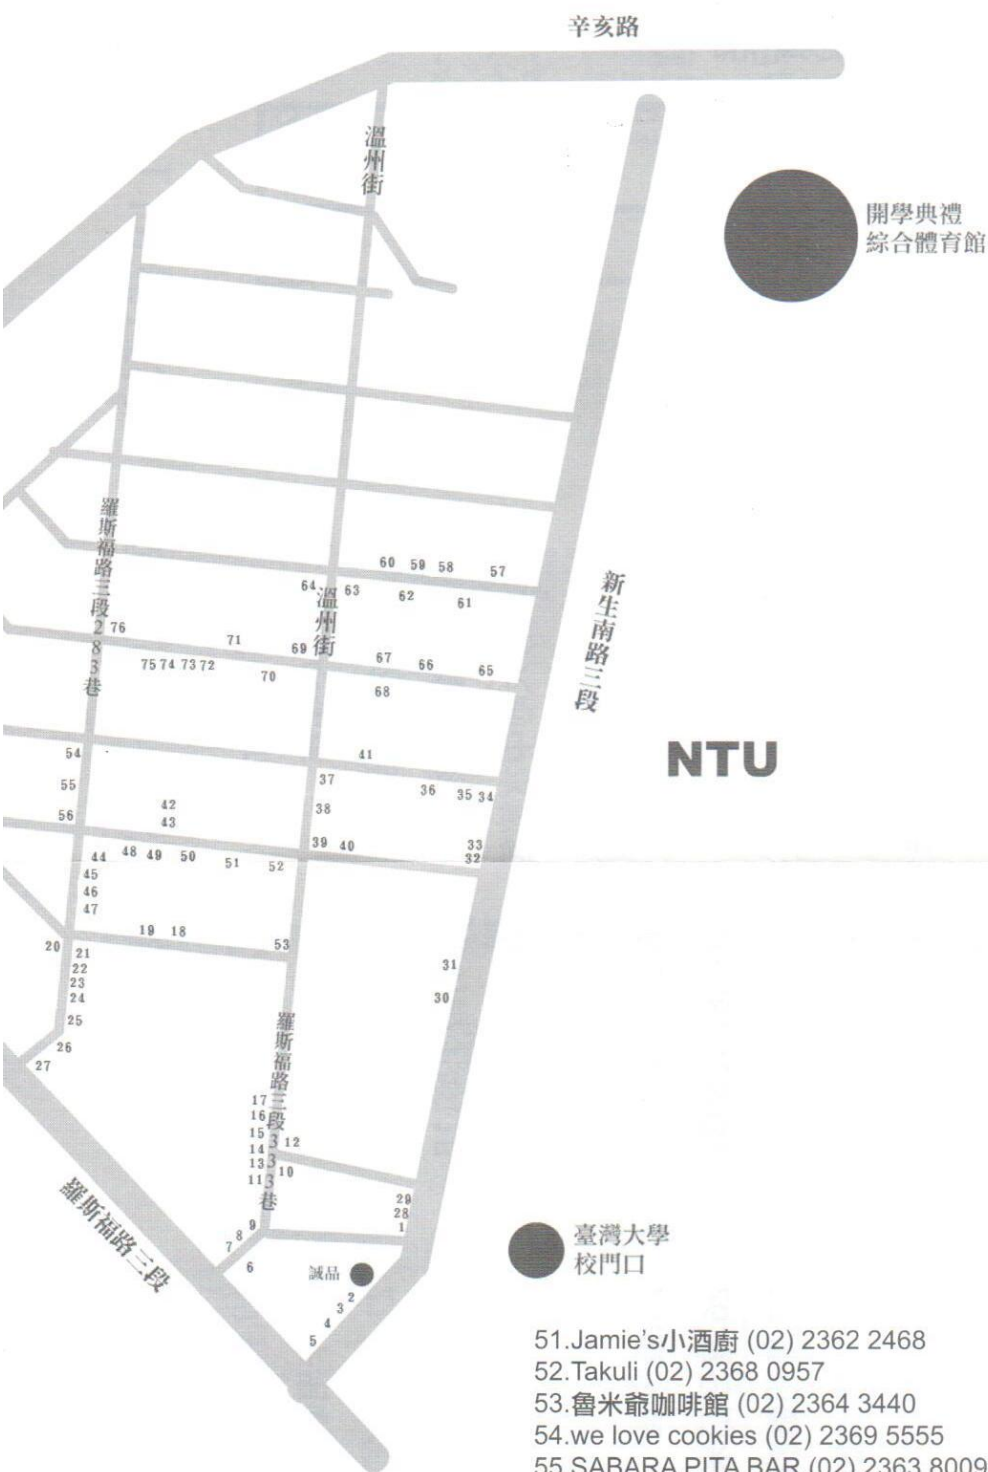 辛亥路
溫州街
開學典禮
綜合體育館
羅斯福路三段283巷
溫州街
新生南路三段
60 59 58 57
64 63 62 61
76 71 69 67 66 65
75 74 73 72 70 68
NTU
54 41
55 37 36 35 34
42 38
56 43 39 40 33
44 48 49 50 51 52 32
45
46
47
19 18
20 21 53 31
22
23
24 30
25
26
27
羅斯福路三段333巷
17
16
15 12
14
13 10
11
羅斯福路三段
29
28
9 1
8
7
6
誠品
2
3
4
5
臺灣大學
校門口
51.Jamie's小酒廚 (02) 2362 2468
52.Takuli (02) 2368 0957
53.魯米爺咖啡館 (02) 2364 3440
54.we love cookies (02) 2369 5555
55.SABARA PITA BAR (02) 2363 8009